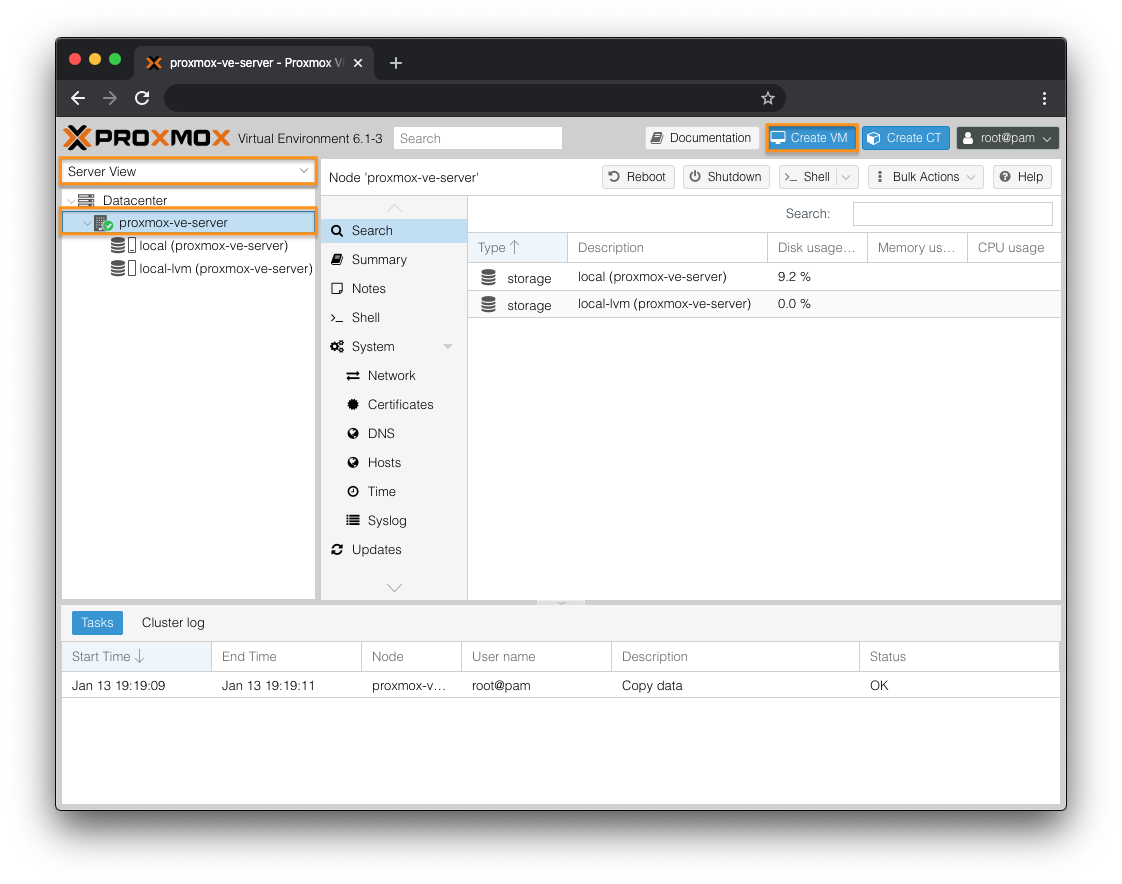 proxmox-ve-server - Proxmox Vi
PROXMOX Virtual Environment 6.1-3 Search Documentation Create VM Create CT root@pam
Server View
Node 'proxmox-ve-server' Reboot Shutdown >_ Shell Bulk Actions Help
Datacenter
proxmox-ve-server
local (proxmox-ve-server)
local-lvm (proxmox-ve-server)
Search
Summary
Notes
>_ Shell
System
Network
Certificates
DNS
Hosts
Time
Syslog
Updates
Search:
Type Description Disk usage... Memory us... CPU usage
storage local (proxmox-ve-server) 9.2 %
storage local-lvm (proxmox-ve-server) 0.0 %
Tasks Cluster log
Start Time End Time Node User name Description Status
Jan 13 19:19:09 Jan 13 19:19:11 proxmox-v... root@pam Copy data OK